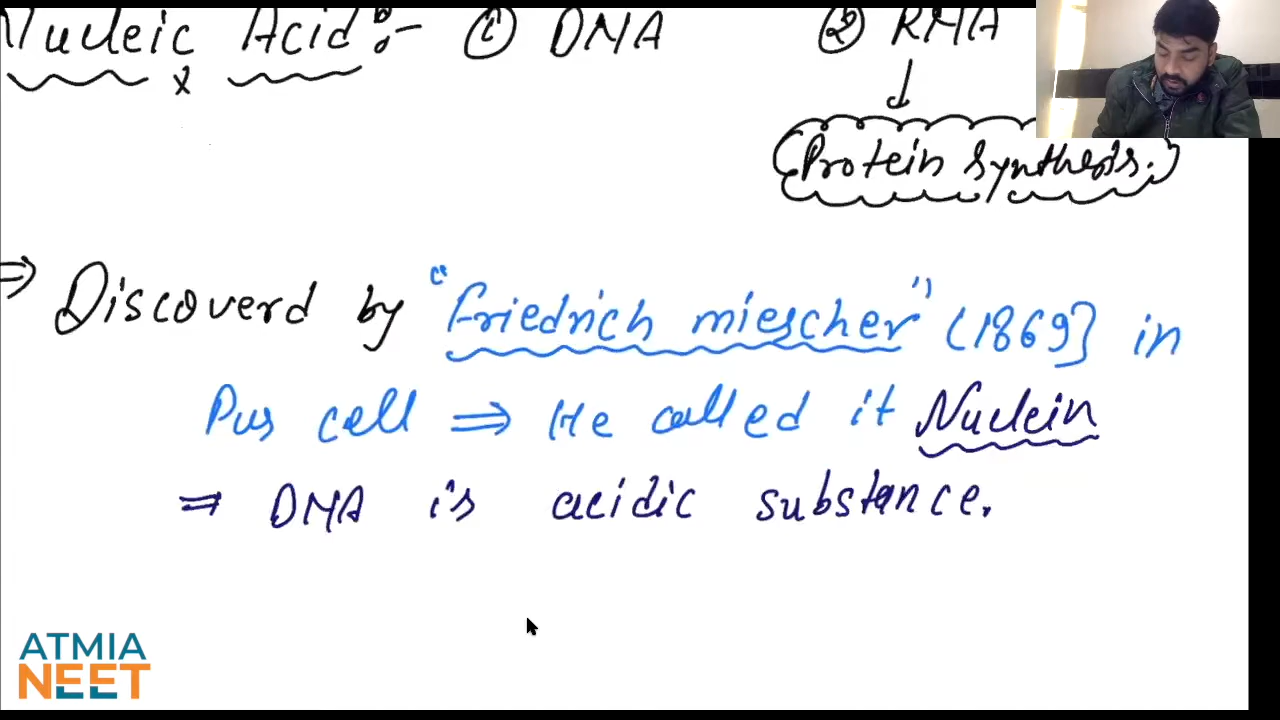 Nucleic Acid :- ① DNA ② RNA
(Protein synthesis.)
⇒ Discoverd by "Friedrich miescher" (1869] in
Pus cell ⇒ He called it Nuclein
⇒ DNA is acidic substance.
ATMIA
NEET